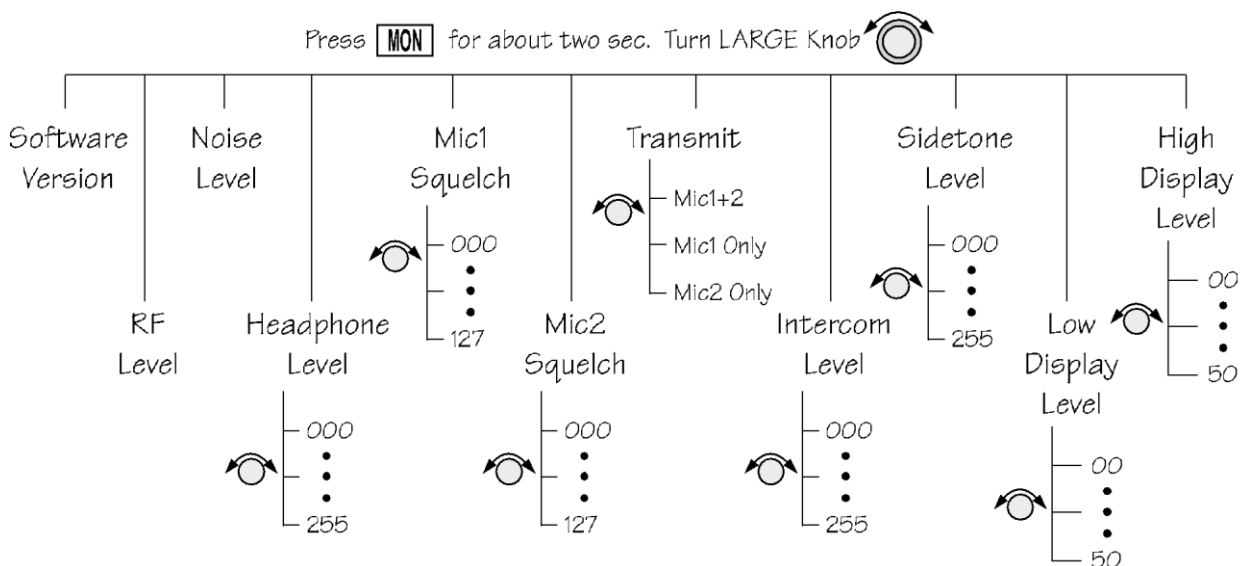 Press MON for about two sec. Turn LARGE Knob
Software
Version
RF
Level
Noise
Level
Headphone
Level
000
255
Mic1
Squelch
000
127
Mic2
Squelch
000
127
Transmit
Mic1+2
Mic1 Only
Mic2 Only
Intercom
Level
000
255
Sidetone
Level
000
255
Low
Display
Level
00
50
High
Display
Level
00
50